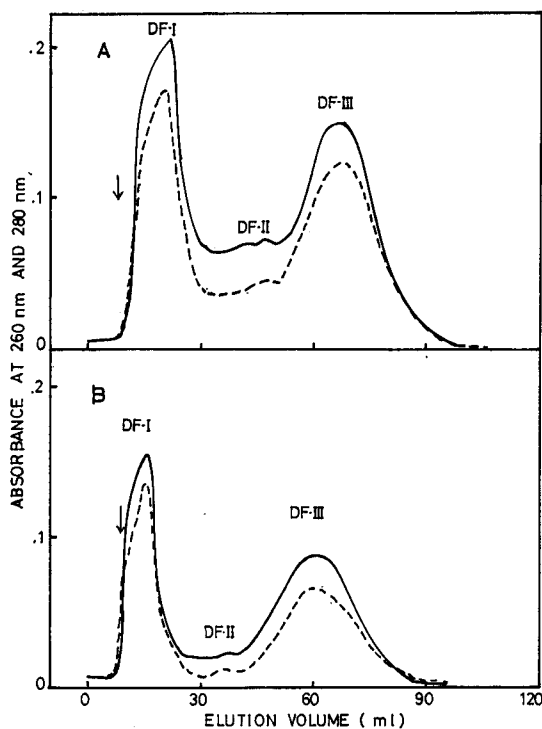 A
DF-I
DF-II
DF-III
.2
.1
0
B
DF-I
DF-II
DF-III
.2
.1
0
0 30 60 90 120
ELUTION VOLUME (ml)
ABSORBANCE AT 260 nm AND 280 nm